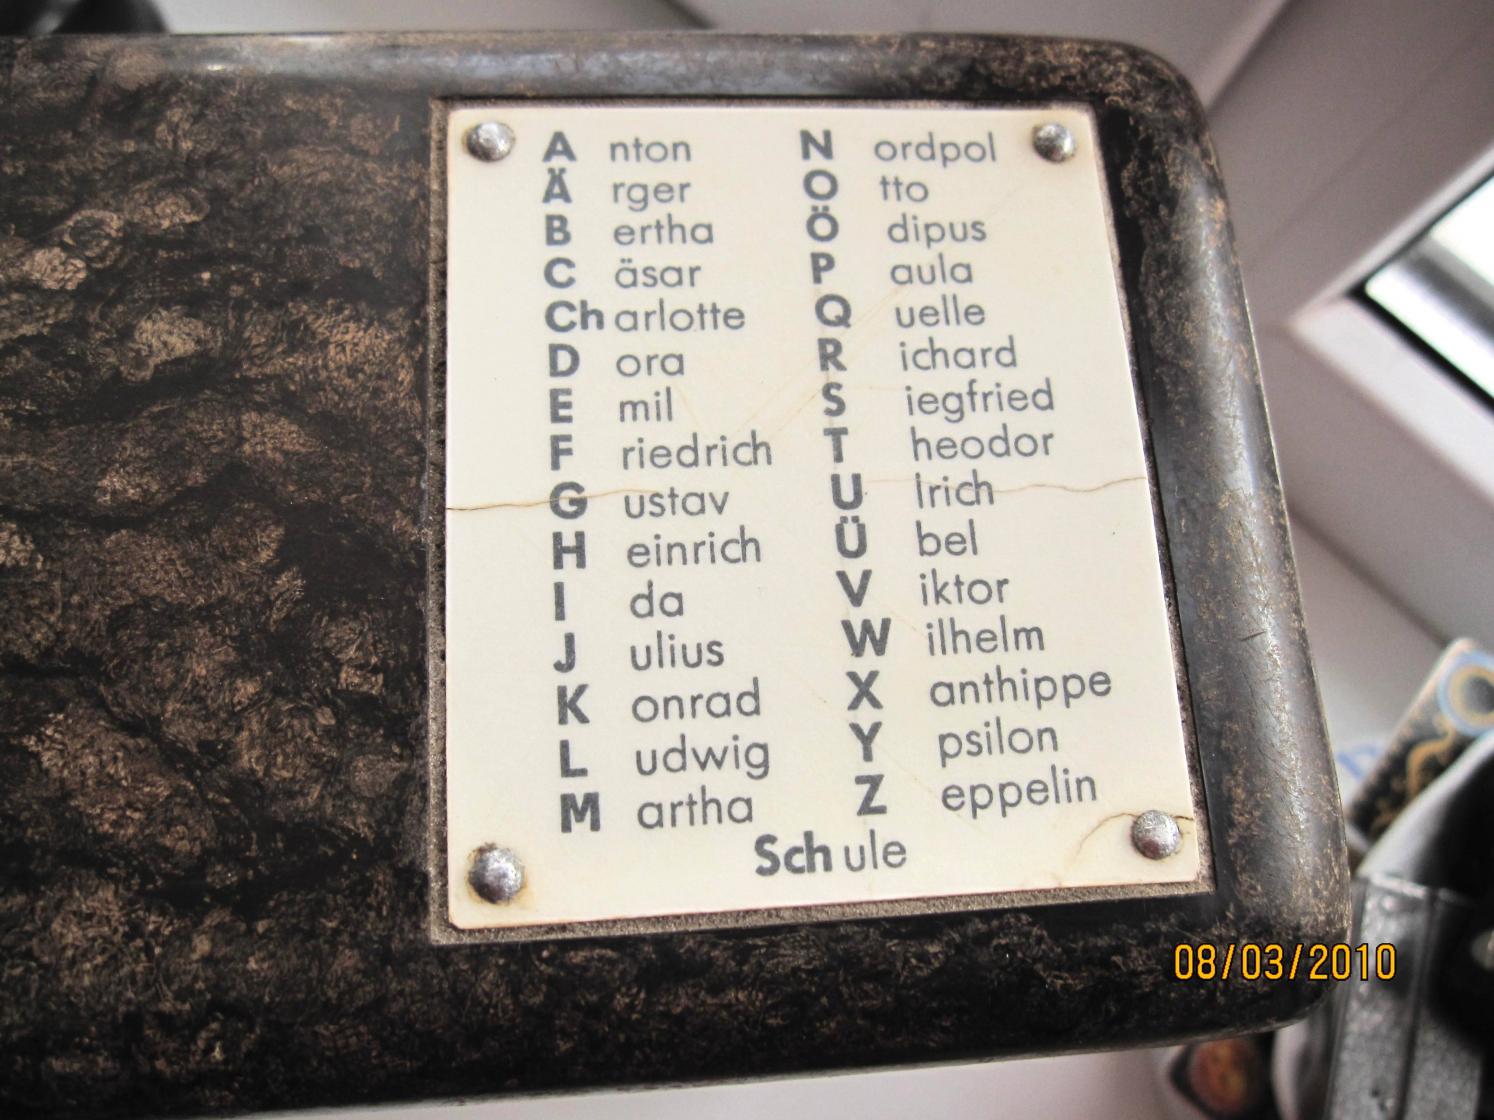 A nton
Ä rger
B ertha
C äsar
Ch arlotte
D ora
E mil
F riedrich
G ustav
H einrich
I da
J ulius
K onrad
L udwig
M artha
N ordpol
O tto
Ö dipus
P aula
Q uelle
R ichard
S iegfried
T heodor
U lrich
Ü bel
V iktor
W ilhelm
X anthippe
Y psilon
Z eppelin
Sch ule
08/03/2010